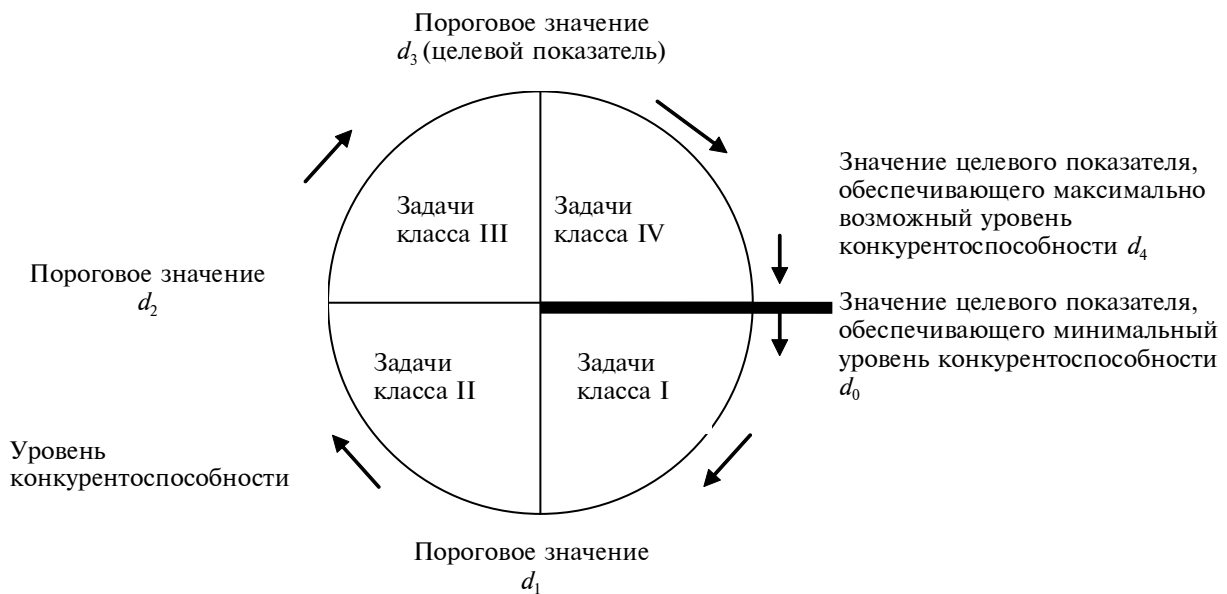 Пороговое значение
d₃ (целевой показатель)
Значение целевого показателя,
обеспечивающего максимально
возможный уровень
конкурентоспособности d₄
Задачи
класса III
Задачи
класса IV
Пороговое значение
d₂
Значение целевого показателя,
обеспечивающего минимальный
уровень конкурентоспособности
d₀
Задачи
класса II
Задачи
класса I
Уровень
конкурентоспособности
Пороговое значение
d₁